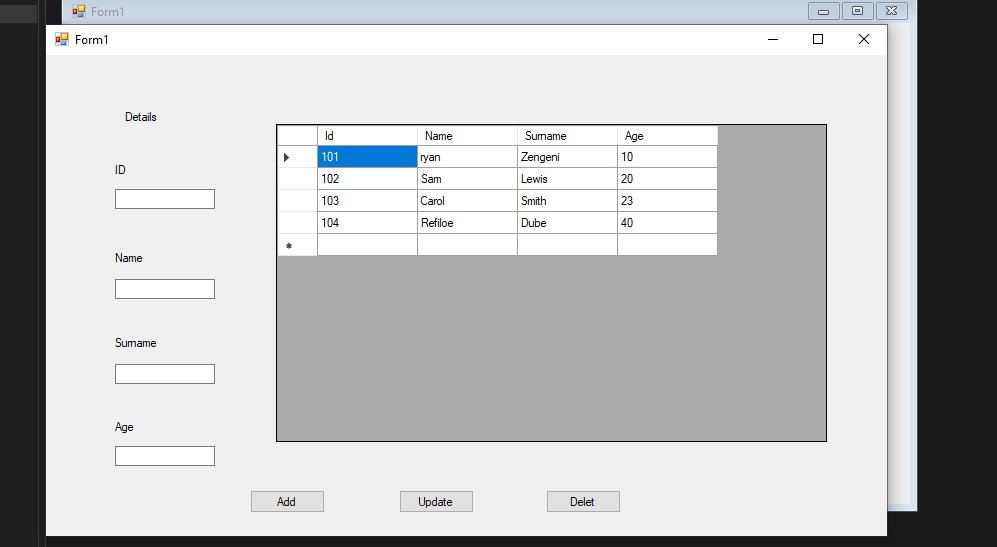 Form1
Form1
Details
ID
Name
Surname
Age
Id Name Surname Age
101 ryan Zengeni 10
102 Sam Lewis 20
103 Carol Smith 23
104 Refiloe Dube 40
Add Update Delet